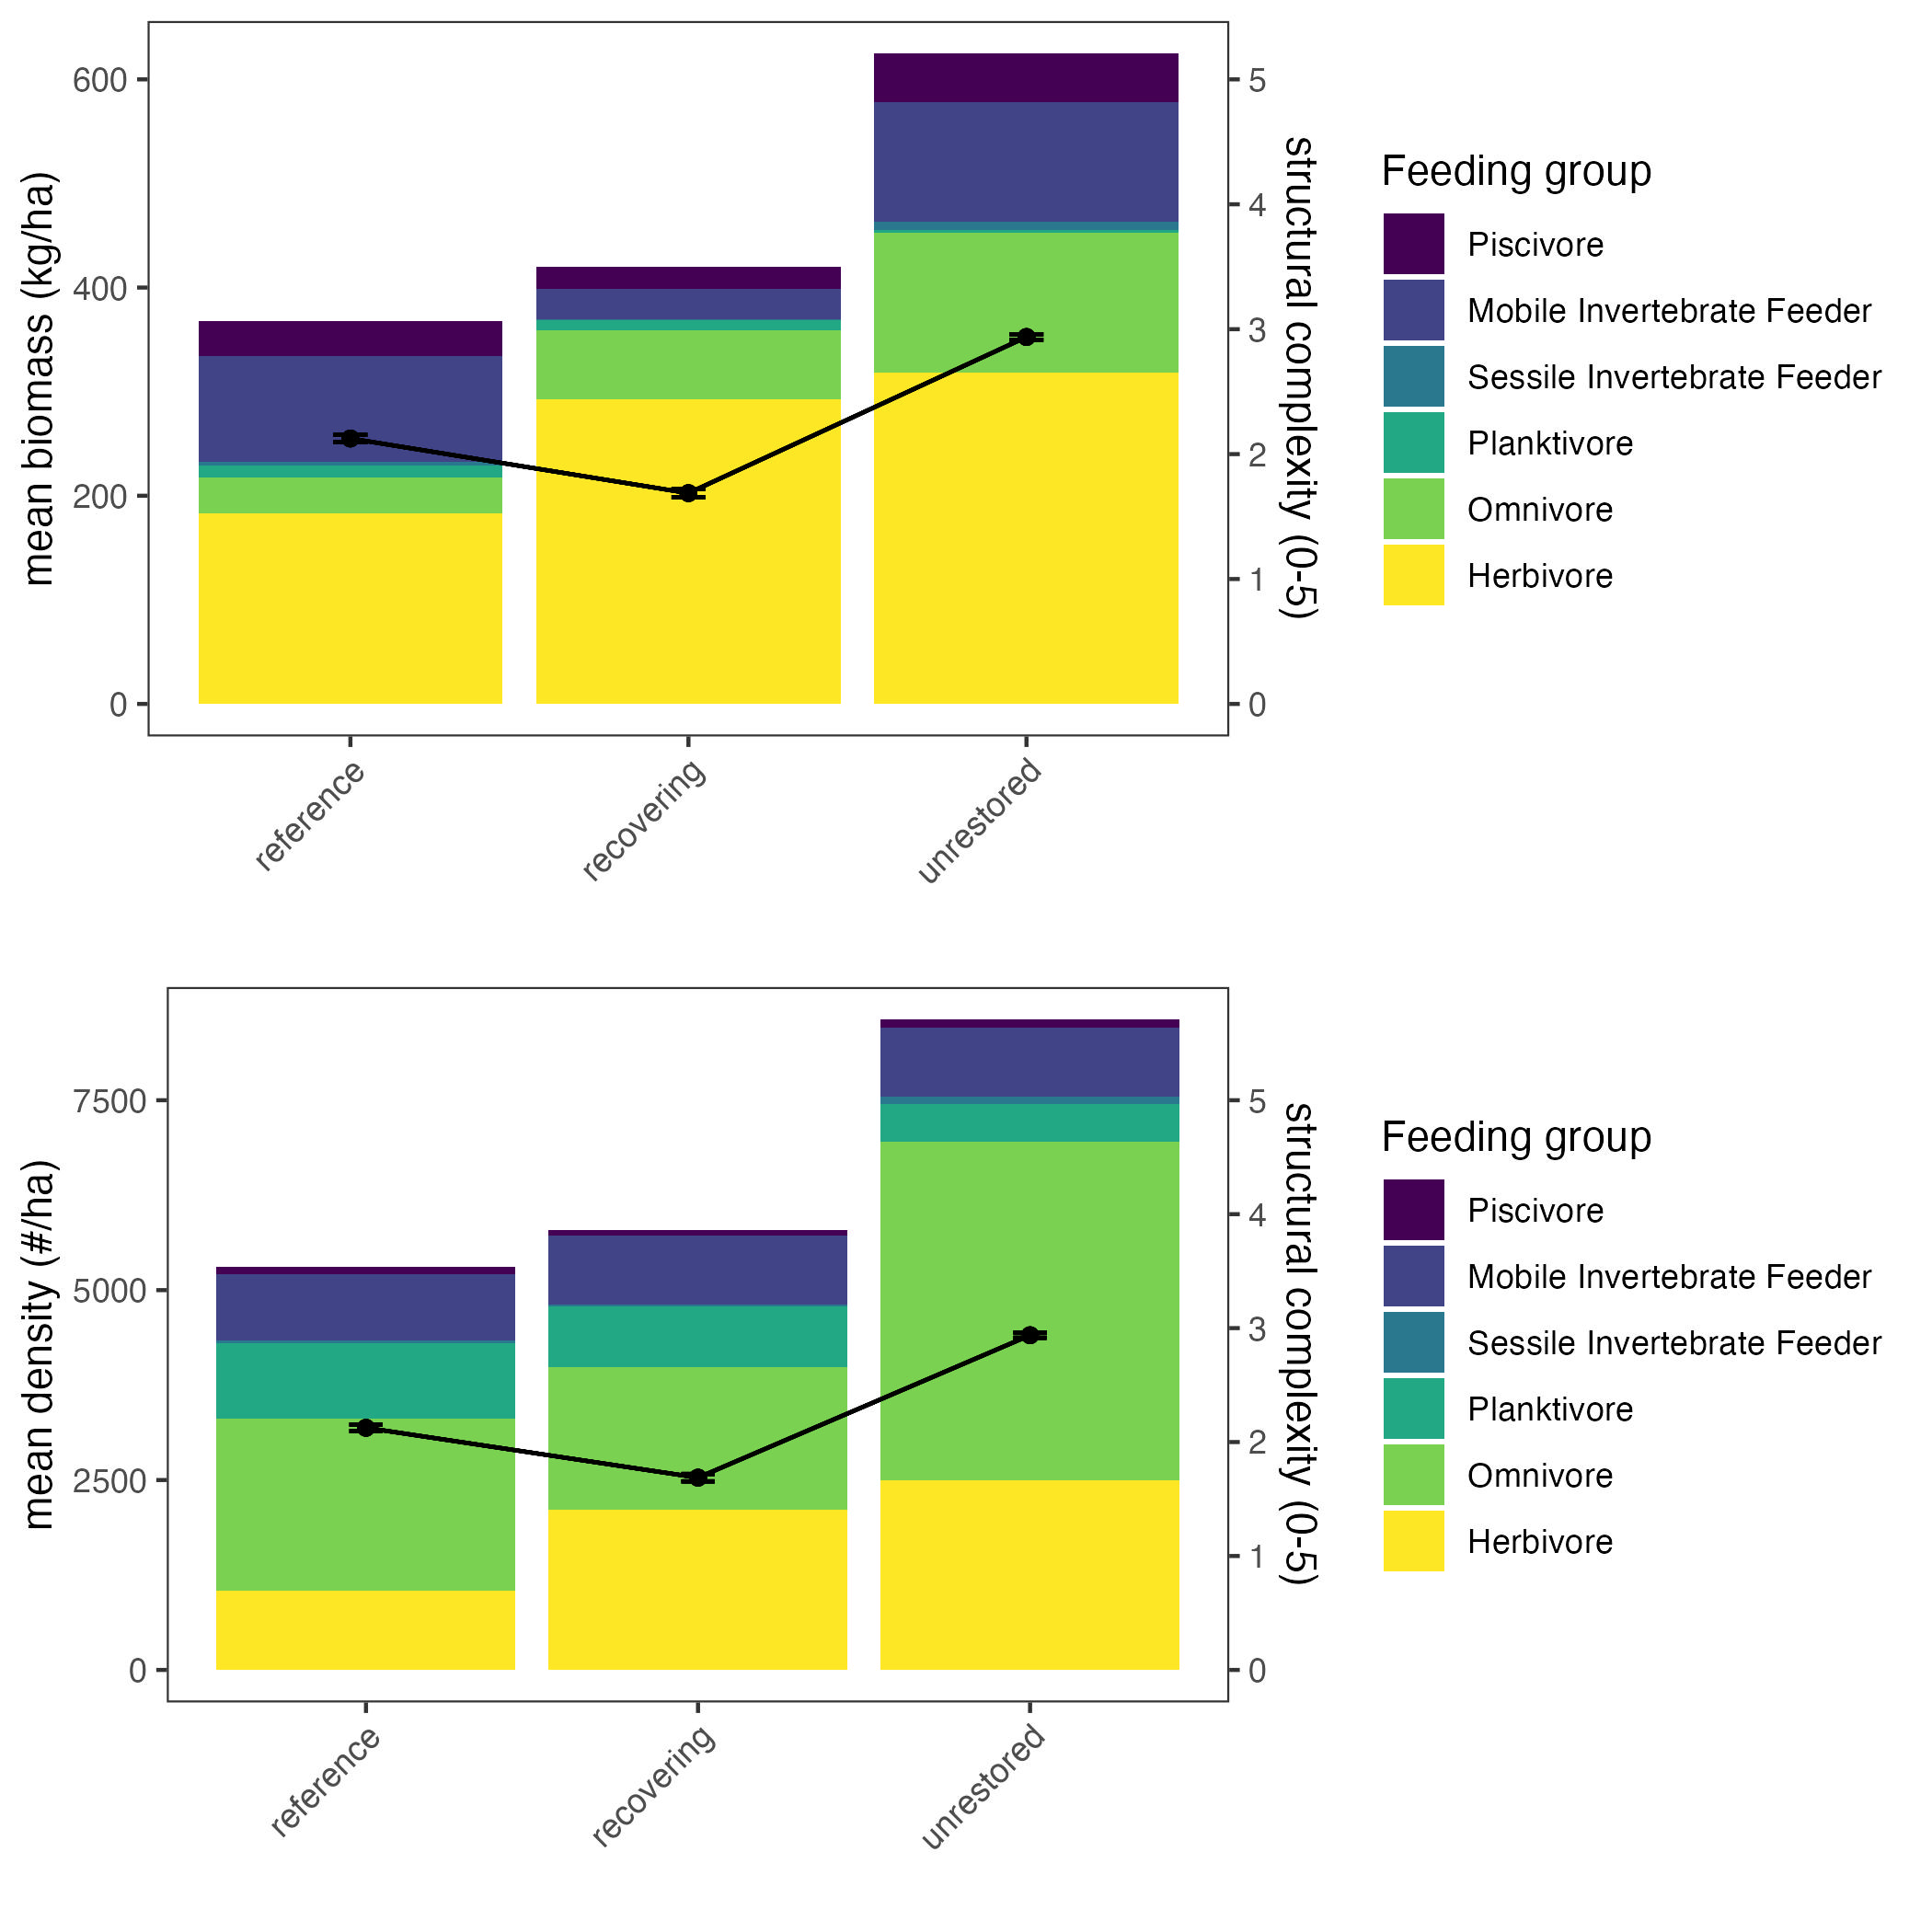 mean biomass (kg/ha)
600
400
200
0
5
4
3
2
1
0
structural complexity (0-5)
reference
recovering
unrestored
Feeding group
Piscivore
Mobile Invertebrate Feeder
Sessile Invertebrate Feeder
Planktivore
Omnivore
Herbivore
mean density (#/ha)
7500
5000
2500
0
5
4
3
2
1
0
structural complexity (0-5)
reference
recovering
unrestored
Feeding group
Piscivore
Mobile Invertebrate Feeder
Sessile Invertebrate Feeder
Planktivore
Omnivore
Herbivore